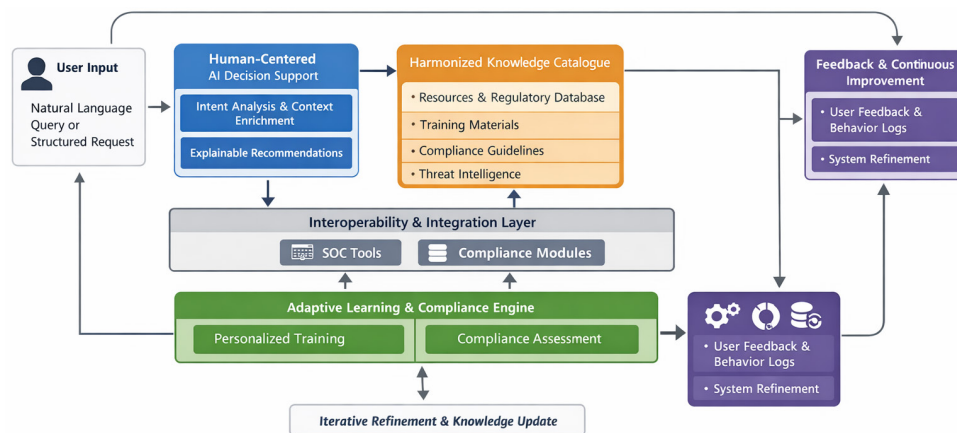 User Input
Natural Language
Query or
Structured Request
Human-Centered
AI Decision Support
Intent Analysis & Context
Enrichment
Explainable Recommendations
Harmonized Knowledge Catalogue
• Resources & Regulatory Database
• Training Materials
• Compliance Guidelines
• Threat Intelligence
Feedback & Continuous
Improvement
• User Feedback &
Behavior Logs
• System Refinement
Interoperability & Integration Layer
SOC Tools
Compliance Modules
Adaptive Learning & Compliance Engine
Personalized Training
Compliance Assessment
• User Feedback &
Behavior Logs
• System Refinement
Iterative Refinement & Knowledge Update